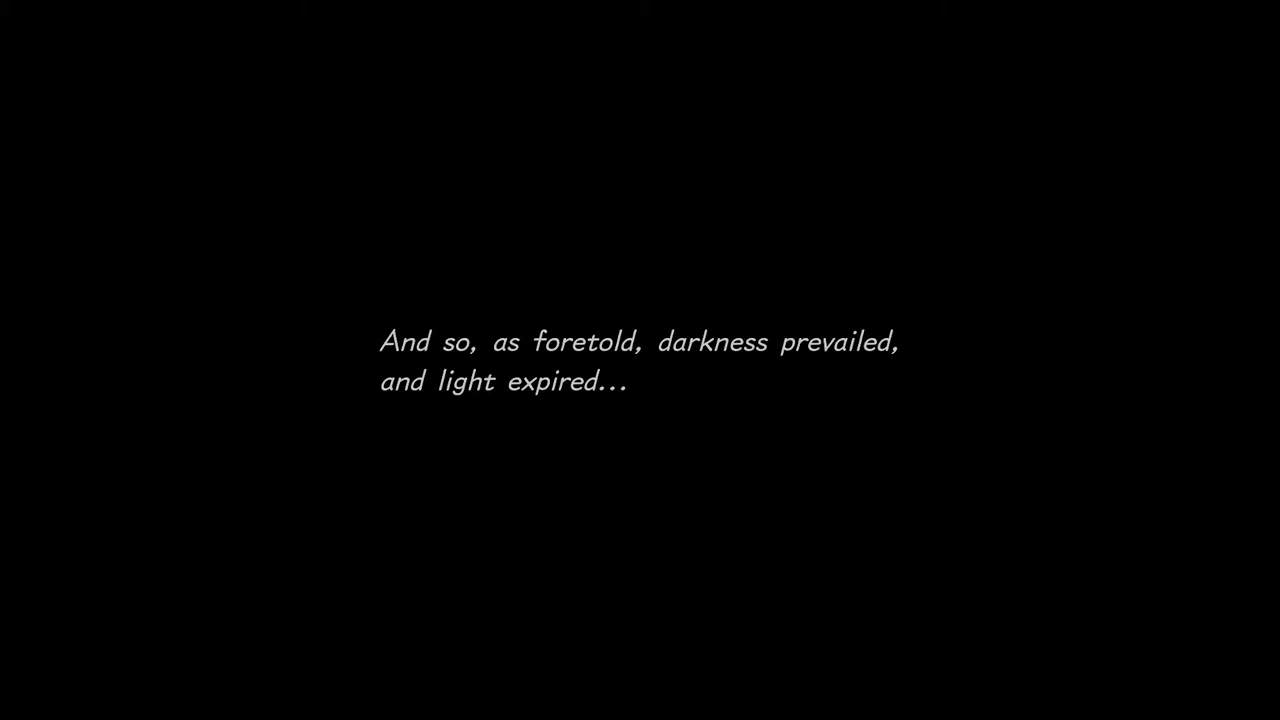 And so, as foretold, darkness prevailed,
and light expired...